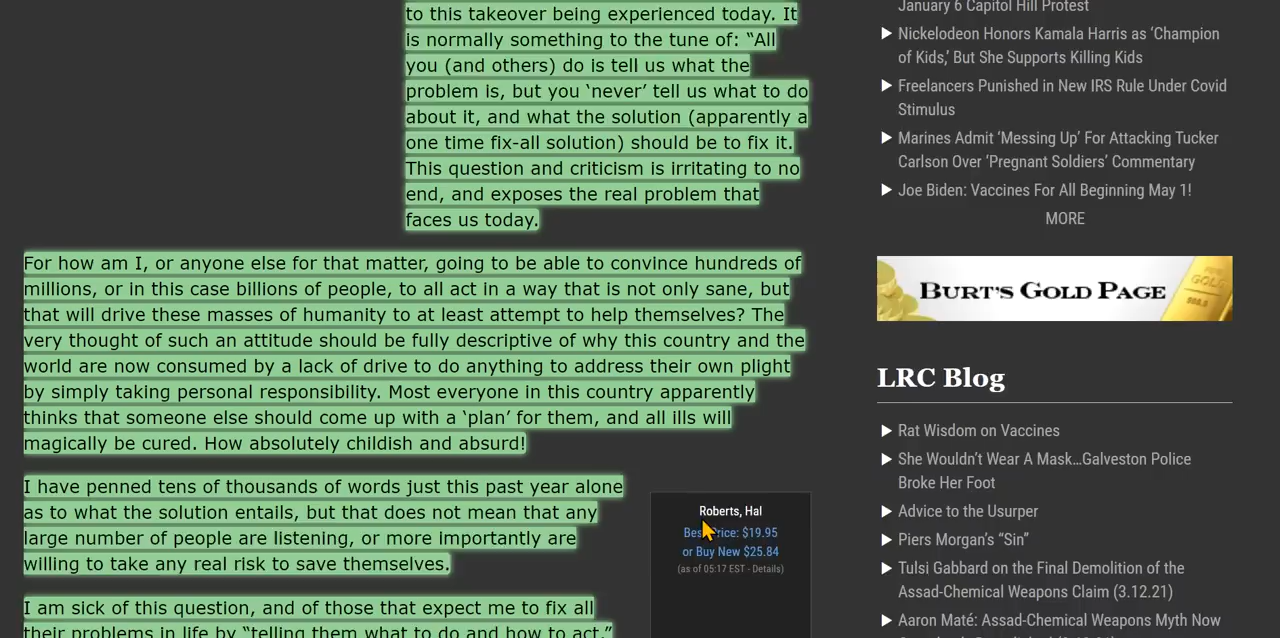 to this takeover being experienced today. It
is normally something to the tune of: “All
you (and others) do is tell us what the
problem is, but you ‘never’ tell us what to do
about it, and what the solution (apparently a
one time fix-all solution) should be to fix it.
This question and criticism is irritating to no
end, and exposes the real problem that
faces us today.
For how am I, or anyone else for that matter, going to be able to convince hundreds of
millions, or in this case billions of people, to all act in a way that is not only sane, but
that will drive these masses of humanity to at least attempt to help themselves? The
very thought of such an attitude should be fully descriptive of why this country and the
world are now consumed by a lack of drive to do anything to address their own plight
by simply taking personal responsibility. Most everyone in this country apparently
thinks that someone else should come up with a ‘plan’ for them, and all ills will
magically be cured. How absolutely childish and absurd!
I have penned tens of thousands of words just this past year alone
as to what the solution entails, but that does not mean that any
large number of people are listening, or more importantly are
willing to take any real risk to save themselves.
I am sick of this question, and of those that expect me to fix all
their problems in life by “telling them what to do and how to act.”
Roberts, Hal
Best Price: $19.95
or Buy New $25.84
(as of 05:17 EST - Details)
January 6 Capitol Hill Protest
Nickelodeon Honors Kamala Harris as ‘Champion
of Kids,’ But She Supports Killing Kids
Freelancers Punished in New IRS Rule Under Covid
Stimulus
Marines Admit ‘Messing Up’ For Attacking Tucker
Carlson Over ‘Pregnant Soldiers’ Commentary
Joe Biden: Vaccines For All Beginning May 1!
MORE
BURT’S GOLD PAGE
LRC Blog
Rat Wisdom on Vaccines
She Wouldn’t Wear A Mask…Galveston Police
Broke Her Foot
Advice to the Usurper
Piers Morgan’s “Sin”
Tulsi Gabbard on the Final Demolition of the
Assad-Chemical Weapons Claim (3.12.21)
Aaron Maté: Assad-Chemical Weapons Myth Now